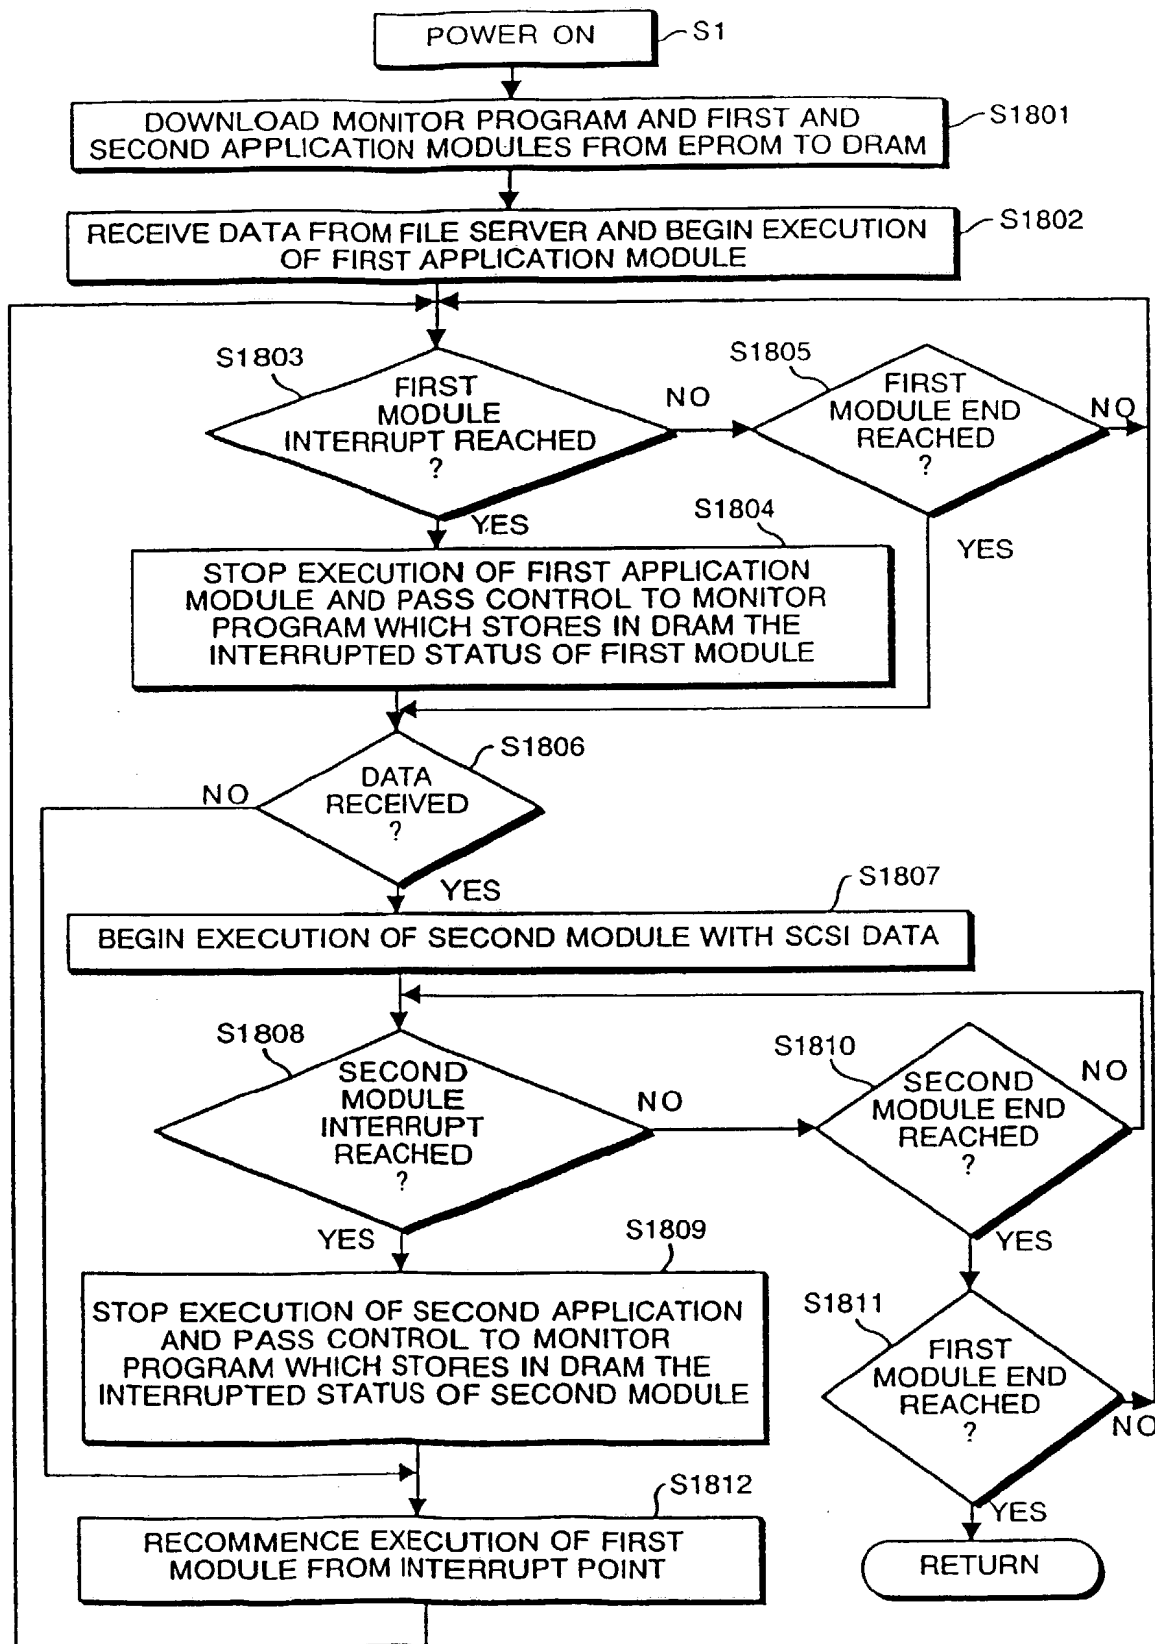 POWER ON
S1
DOWNLOAD MONITOR PROGRAM AND FIRST AND
SECOND APPLICATION MODULES FROM EPROM TO DRAM
S1801
RECEIVE DATA FROM FILE SERVER AND BEGIN EXECUTION
OF FIRST APPLICATION MODULE
S1802
S1803
FIRST
MODULE
INTERRUPT REACHED
?
NO
YES
S1805
FIRST
MODULE END
REACHED
?
NO
YES
S1804
STOP EXECUTION OF FIRST APPLICATION
MODULE AND PASS CONTROL TO MONITOR
PROGRAM WHICH STORES IN DRAM THE
INTERRUPTED STATUS OF FIRST MODULE
S1806
DATA
RECEIVED
?
NO
YES
S1807
BEGIN EXECUTION OF SECOND MODULE WITH SCSI DATA
S1808
SECOND
MODULE
INTERRUPT
REACHED
?
NO
YES
S1810
SECOND
MODULE END
REACHED
?
NO
YES
S1809
STOP EXECUTION OF SECOND APPLICATION
AND PASS CONTROL TO MONITOR
PROGRAM WHICH STORES IN DRAM THE
INTERRUPTED STATUS OF SECOND MODULE
S1811
FIRST
MODULE END
REACHED
?
NO
YES
S1812
RECOMMENCE EXECUTION OF FIRST
MODULE FROM INTERRUPT POINT
RETURN